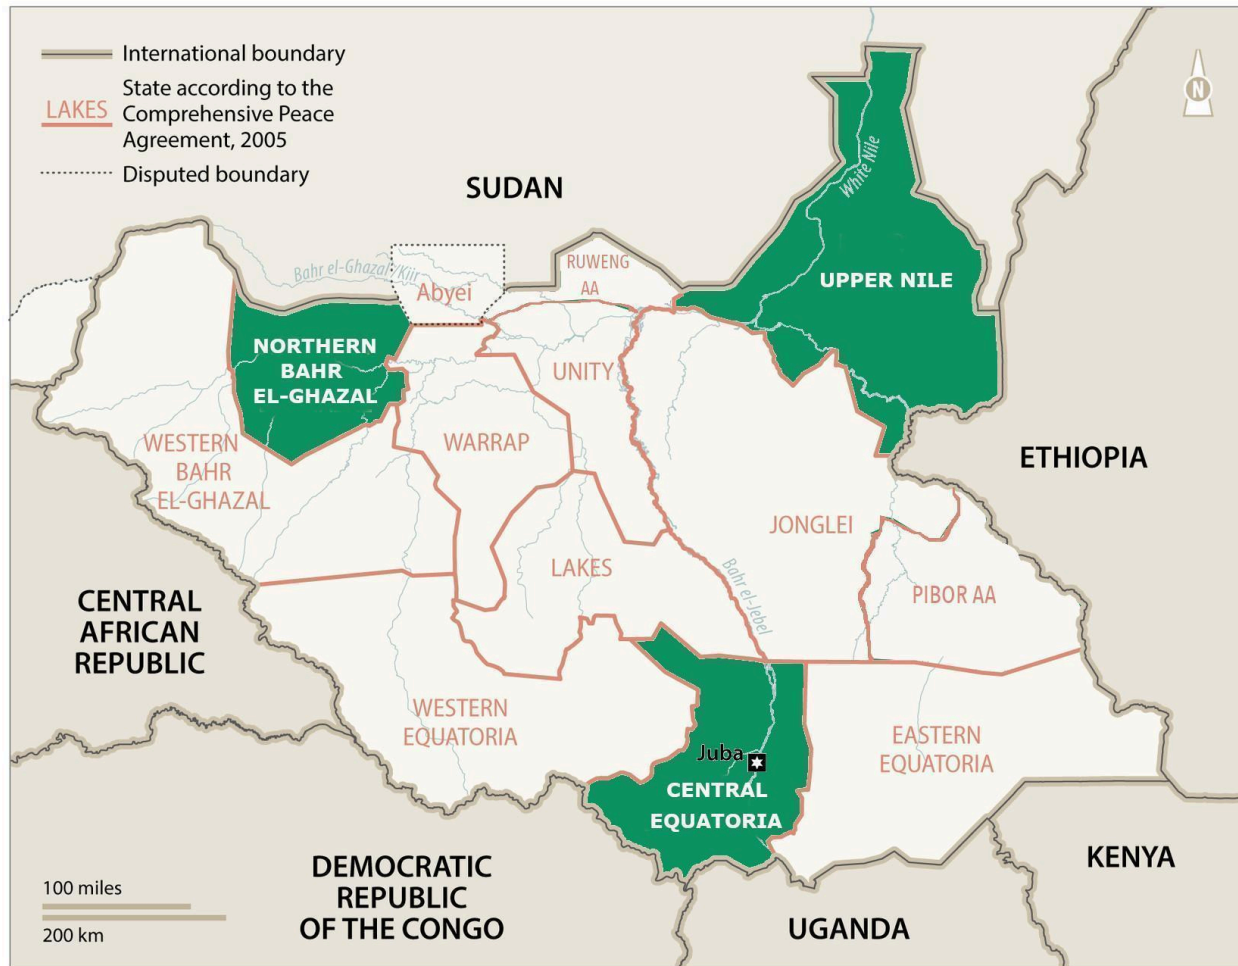 International boundary
LAKES
State according to the
Comprehensive Peace
Agreement, 2005
Disputed boundary
N
SUDAN
White Nile
Bahr el-Ghazal /Kiir
Abyei
RUWENG
AA
UPPER NILE
NORTHERN
BAHR
EL-GHAZAL
UNITY
WESTERN
BAHR
EL-GHAZAL
WARRAP
ETHIOPIA
JONGLEI
LAKES
Bahr el-Jebel
PIBOR AA
CENTRAL
AFRICAN
REPUBLIC
WESTERN
EQUATORIA
EASTERN
EQUATORIA
Juba
CENTRAL
EQUATORIA
DEMOCRATIC
REPUBLIC
OF THE CONGO
KENYA
UGANDA
100 miles
200 km